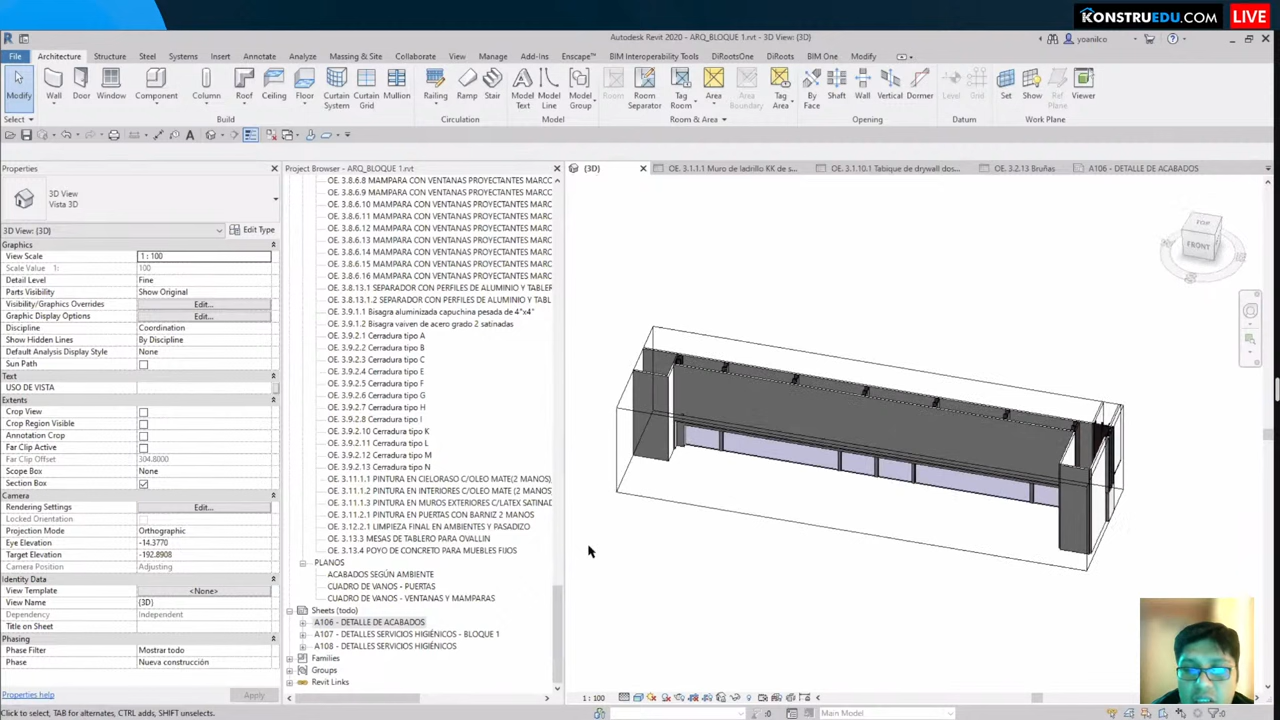 KONSTRUEDU.COM LIVE
Autodesk Revit 2020 - ARQ_BLOQUE 1.rvt - 3D View: {3D}
yoanilco
File Architecture Structure Steel Systems Insert Annotate Analyze Massing & Site Collaborate View Manage Add-Ins Enscape™ BIM Interoperability Tools DiRootsOne DiRoots BIM One Modify
Modify Wall Door Window Component Column Roof Ceiling Floor Curtain System Curtain Grid Mullion Railing Ramp Stair Model Text Model Line Model Group Room Room Separator Tag Room Area Area Boundary Tag Area By Face Shaft Wall Vertical Dormer Level Grid Set Show Ref Plane Viewer
Select Build Circulation Model Room & Area Opening Datum Work Plane
Properties
3D View
Vista 3D
3D View: {3D} Edit Type
Graphics
View Scale 1 : 100
Scale Value 1: 100
Detail Level Fine
Parts Visibility Show Original
Visibility/Graphics Overrides Edit...
Graphic Display Options Edit...
Discipline Coordination
Show Hidden Lines By Discipline
Default Analysis Display Style None
Sun Path
Text
USO DE VISTA
Extents
Crop View
Crop Region Visible
Annotation Crop
Far Clip Active
Far Clip Offset 304.8000
Scope Box None
Section Box
Camera
Rendering Settings Edit...
Locked Orientation
Projection Mode Orthographic
Eye Elevation -14.3770
Target Elevation -192.8908
Camera Position Adjusting
Identity Data
View Template <None>
View Name {3D}
Dependency Independent
Title on Sheet
Phasing
Phase Filter Mostrar todo
Phase Nueva construcción
Properties help Apply
Project Browser - ARQ_BLOQUE 1.rvt
OE. 3.8.6.8 MAMPARA CON VENTANAS PROYECTANTES MARCO
OE. 3.8.6.9 MAMPARA CON VENTANAS PROYECTANTES MARCO
OE. 3.8.6.10 MAMPARA CON VENTANAS PROYECTANTES MARC
OE. 3.8.6.11 MAMPARA CON VENTANAS PROYECTANTES MARC
OE. 3.8.6.12 MAMPARA CON VENTANAS PROYECTANTES MARC
OE. 3.8.6.13 MAMPARA CON VENTANAS PROYECTANTES MARC
OE. 3.8.6.14 MAMPARA CON VENTANAS PROYECTANTES MARC
OE. 3.8.6.15 MAMPARA CON VENTANAS PROYECTANTES MARC
OE. 3.8.6.16 MAMPARA CON VENTANAS PROYECTANTES MARC
OE. 3.8.13.1 SEPARADOR CON PERFILES DE ALUMINIO Y TABLER
OE. 3.8.13.1.2 SEPARADOR CON PERFILES DE ALUMINIO Y TABL
OE. 3.9.1.1 Bisagra aluminizada capuchina pesada de 4"x4"
OE. 3.9.1.2 Bisagra vaiven de acero grado 2 satinadas
OE. 3.9.2.1 Cerradura tipo A
OE. 3.9.2.2 Cerradura tipo B
OE. 3.9.2.3 Cerradura tipo C
OE. 3.9.2.4 Cerradura tipo E
OE. 3.9.2.5 Cerradura tipo F
OE. 3.9.2.6 Cerradura tipo G
OE. 3.9.2.7 Cerradura tipo H
OE. 3.9.2.8 Cerradura tipo I
OE. 3.9.2.10 Cerradura tipo K
OE. 3.9.2.11 Cerradura tipo L
OE. 3.9.2.12 Cerradura tipo M
OE. 3.9.2.13 Cerradura tipo N
OE. 3.11.1.1 PINTURA EN CIELORASO C/OLEO MATE(2 MANOS)
OE. 3.11.1.2 PINTURA EN INTERIORES C/OLEO MATE (2 MANOS
OE. 3.11.1.3 PINTURA EN MUROS EXTERIORES C/LATEX SATINAD
OE. 3.11.2.1 PINTURA EN PUERTAS CON BARNIZ 2 MANOS
OE. 3.12.2.1 LIMPIEZA FINAL EN AMBIENTES Y PASADIZO
OE. 3.13.3 MESAS DE TABLERO PARA OVALLIN
OE. 3.13.4 POYO DE CONCRETO PARA MUEBLES FIJOS
PLANOS
ACABADOS SEGÚN AMBIENTE
CUADRO DE VANOS - PUERTAS
CUADRO DE VANOS - VENTANAS Y MAMPARAS
Sheets (todo)
A106 - DETALLE DE ACABADOS
A107 - DETALLES SERVICIOS HIGIÉNICOS - BLOQUE 1
A108 - DETALLES SERVICIOS HIGIÉNICOS
Families
Groups
Revit Links
{3D} OE. 3.1.1.1 Muro de ladrillo KK de s... OE. 3.1.10.1 Tabique de drywall dos... OE. 3.2.13 Bruñas A106 - DETALLE DE ACABADOS
TOP
FRONT
1 : 100
Click to select, TAB for alternates, CTRL adds, SHIFT unselects. :0 Main Model :0